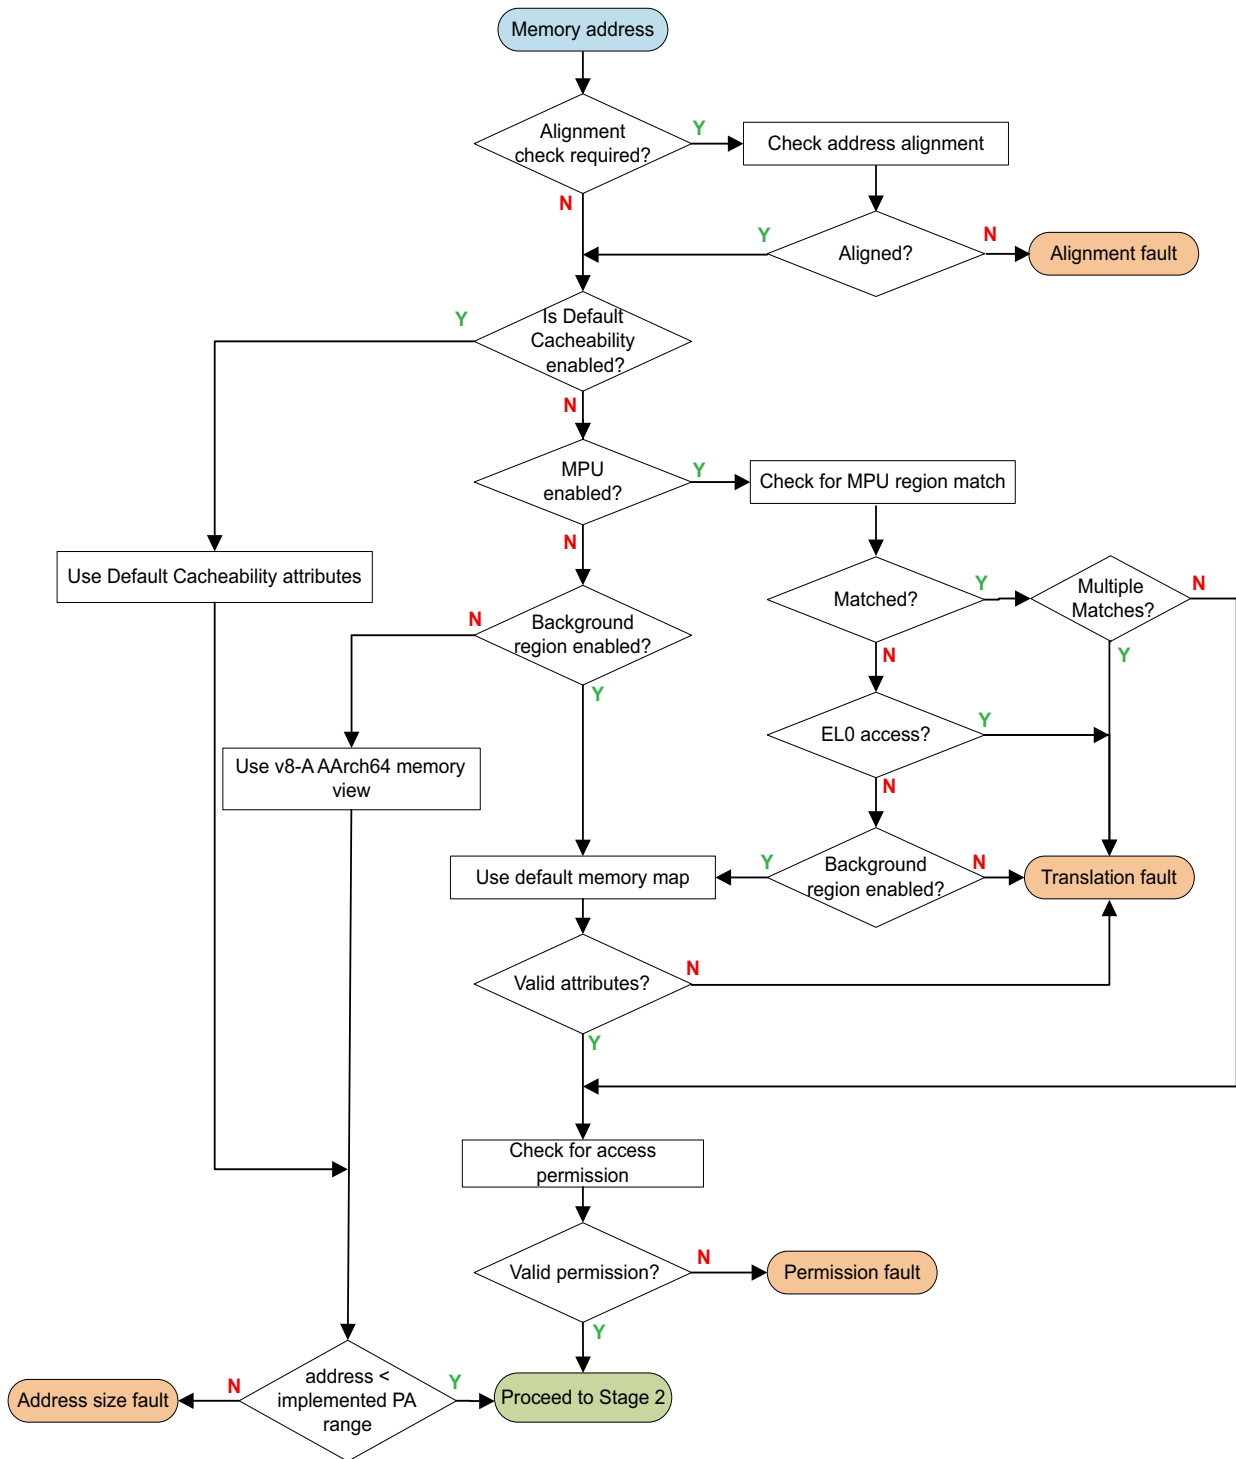 Memory address
Alignment
check required?
Y
Check address alignment
N
Y
Aligned?
N
Alignment fault
Y
Is Default
Cacheability
enabled?
N
MPU
enabled?
Y
Check for MPU region match
N
Use Default Cacheability attributes
Matched?
Y
Multiple
Matches?
N
N
Background
region enabled?
N
Y
Y
EL0 access?
Y
Use v8-A AArch64 memory
view
N
Use default memory map
Y
Background
region enabled?
N
Translation fault
Valid attributes?
N
Y
Check for access
permission
Valid permission?
N
Permission fault
Y
Address size fault
N
address <
implemented PA
range
Y
Proceed to Stage 2